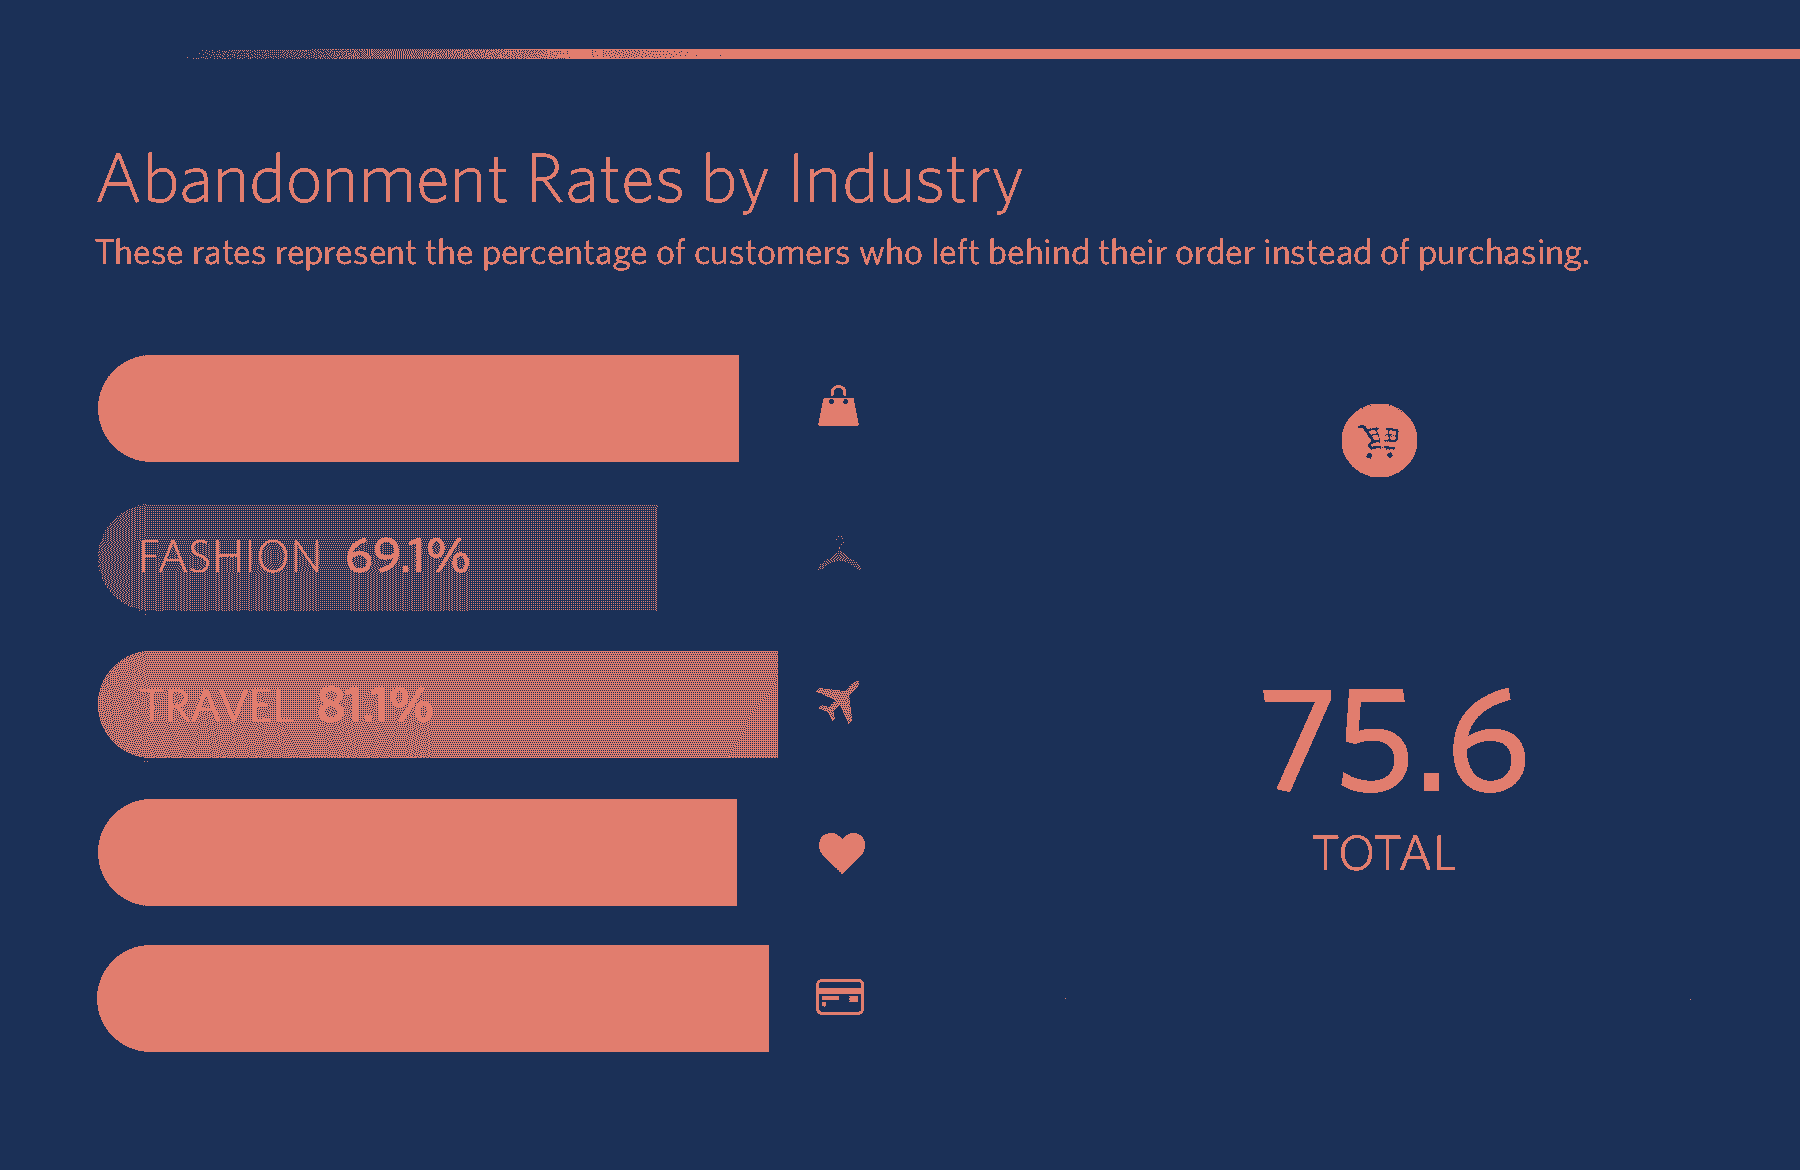 Abandonment Rates by Industry
These rates represent the percentage of customers who left behind their order instead of purchasing.
FASHION 69.1%
TRAVEL 81.1%
75.6
TOTAL